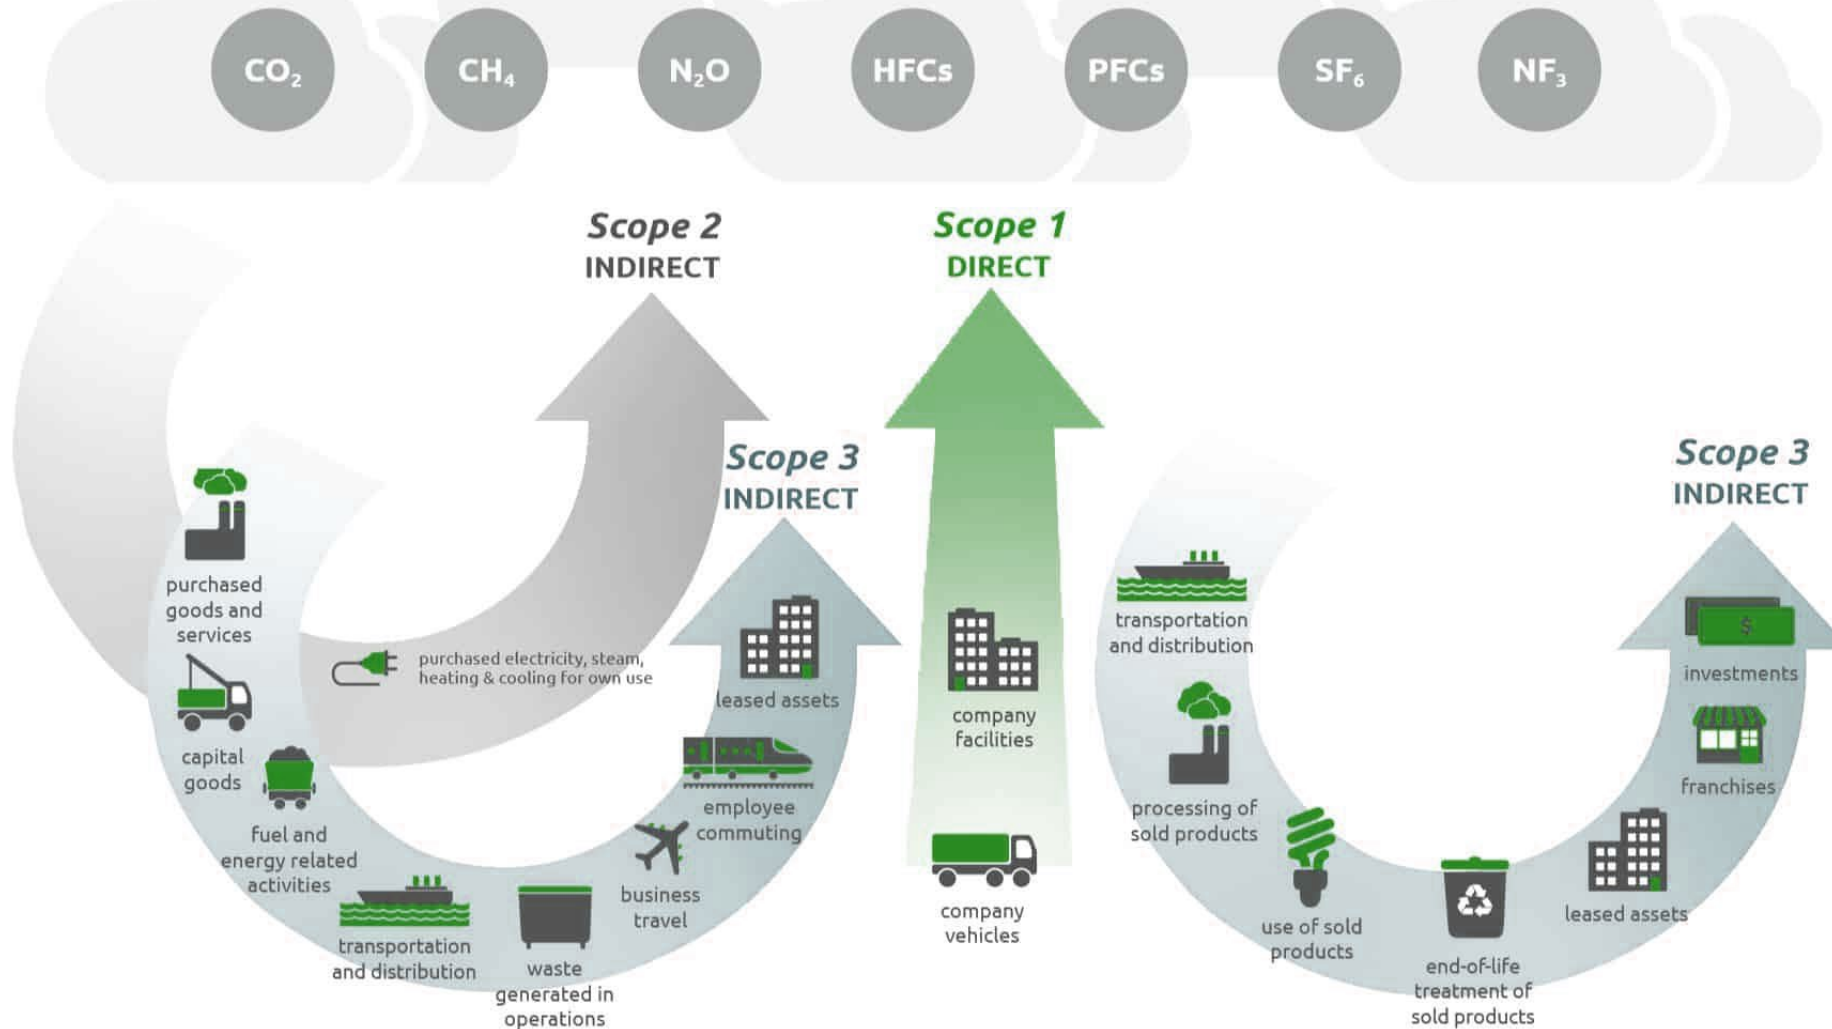 CO₂
CH₄
N₂O
HFCs
PFCs
SF₆
NF₃
Scope 2
INDIRECT
Scope 1
DIRECT
Scope 3
INDIRECT
Scope 3
INDIRECT
purchased
goods and
services
capital
goods
fuel and
energy related
activities
transportation
and distribution
waste
generated in
operations
business
travel
employee
commuting
leased assets
purchased electricity, steam,
heating & cooling for own use
company
facilities
company
vehicles
transportation
and distribution
processing of
sold products
use of sold
products
end-of-life
treatment of
sold products
leased assets
franchises
investments
$